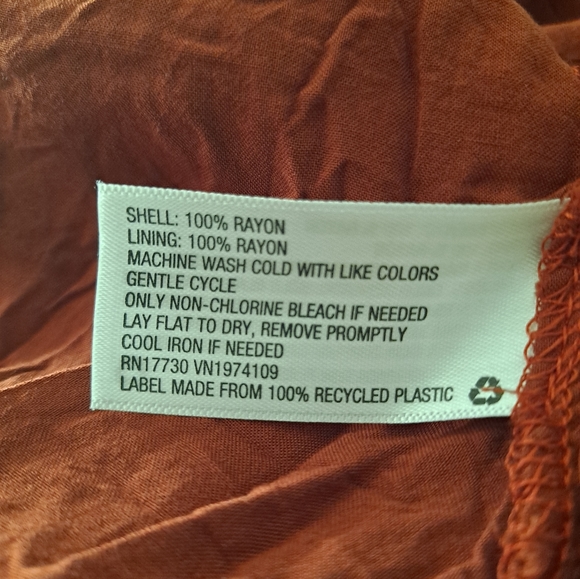 SHELL: 100% RAYON
LINING: 100% RAYON
MACHINE WASH COLD WITH LIKE COLORS
GENTLE CYCLE
ONLY NON-CHLORINE BLEACH IF NEEDED
LAY FLAT TO DRY, REMOVE PROMPTLY
COOL IRON IF NEEDED
RN17730 VN1974109
LABEL MADE FROM 100% RECYCLED PLASTIC